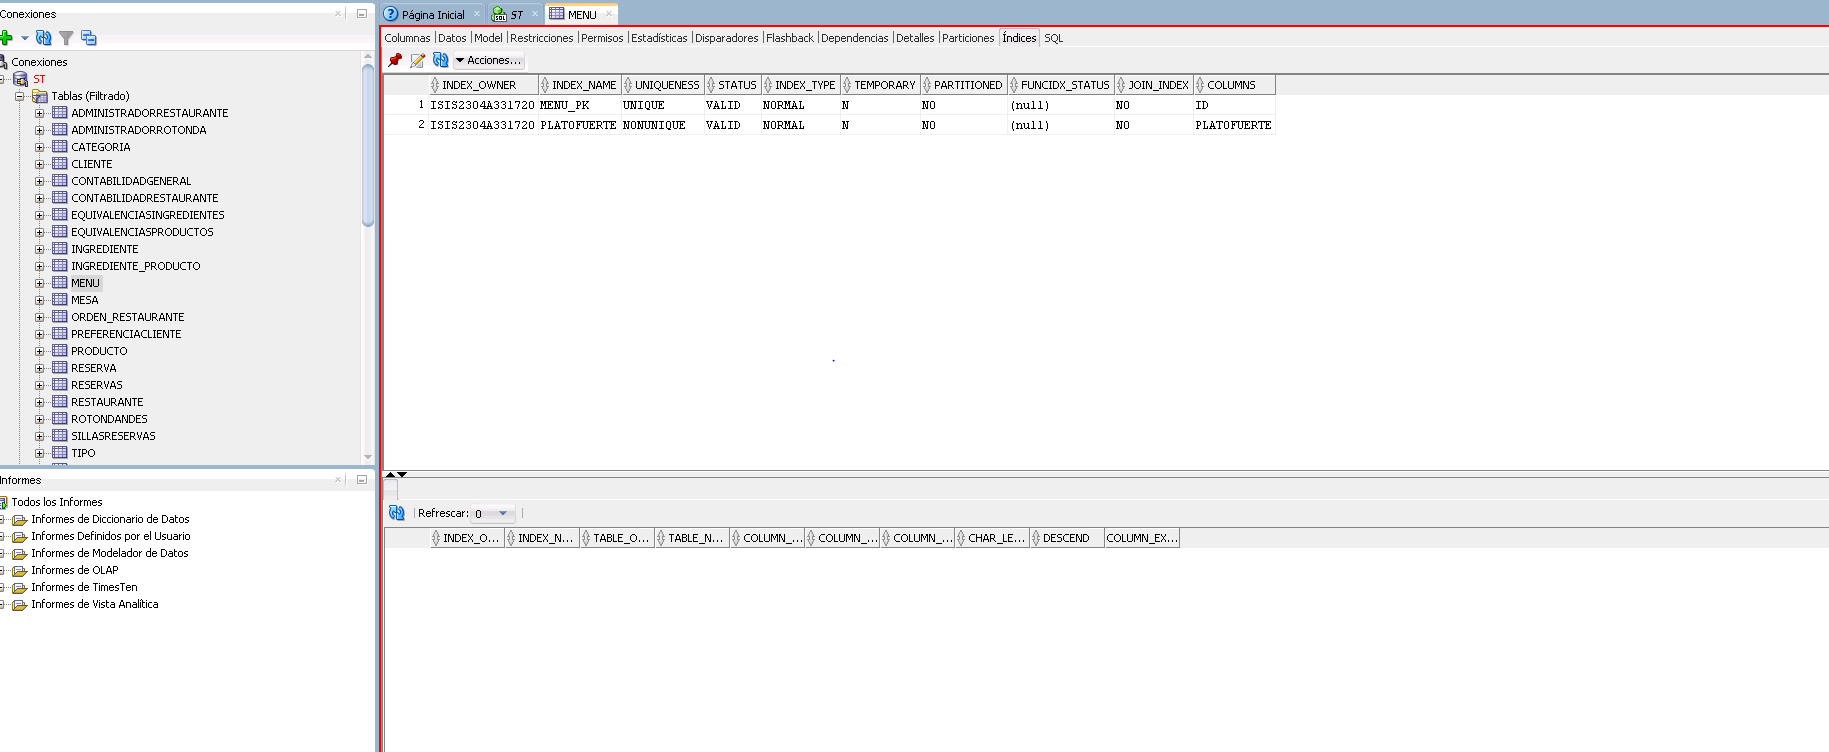 Conexiones
Conexiones
ST
Tablas (Filtrado)
ADMINISTRADORRESTAURANTE
ADMINISTRADORROTONDA
CATEGORIA
CLIENTE
CONTABILIDADGENERAL
CONTABILIDADRESTAURANTE
EQUIVALENCIASINGREDIENTES
EQUIVALENCIASPRODUCTOS
INGREDIENTE
INGREDIENTE_PRODUCTO
MENU
MESA
ORDEN_RESTAURANTE
PREFERENCIACLIENTE
PRODUCTO
RESERVA
RESERVAS
RESTAURANTE
ROTONDANDES
SILLASRESERVAS
TIPO
Informes
Todos los Informes
Informes de Diccionario de Datos
Informes Definidos por el Usuario
Informes de Modelador de Datos
Informes de OLAP
Informes de TimesTen
Informes de Vista Analítica
Página Inicial ST MENU
Columnas Datos Model Restricciones Permisos Estadísticas Disparadores Flashback Dependencias Detalles Particiones Índices SQL
Acciones...
INDEX_OWNER INDEX_NAME UNIQUENESS STATUS INDEX_TYPE TEMPORARY PARTITIONED FUNCIDX_STATUS JOIN_INDEX COLUMNS
1 ISIS2304A331720 MENU_PK UNIQUE VALID NORMAL N NO (null) NO ID
2 ISIS2304A331720 PLATOFUERTE NONUNIQUE VALID NORMAL N NO (null) NO PLATOFUERTE
Refrescar: 0
INDEX_O... INDEX_N... TABLE_O... TABLE_N... COLUMN_... COLUMN_... COLUMN_... CHAR_LE... DESCEND COLUMN_EX...